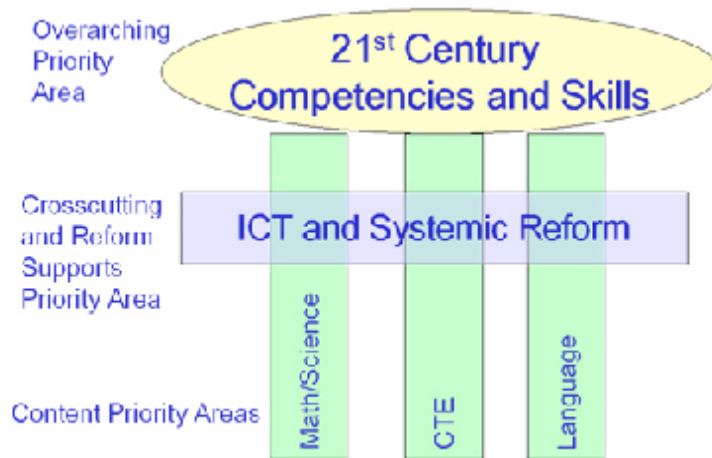 Overarching
Priority
Area
21st Century
Competencies and Skills
Crosscutting
and Reform
Supports
Priority Area
ICT and Systemic Reform
Content Priority Areas
Math/Science
CTE
Language